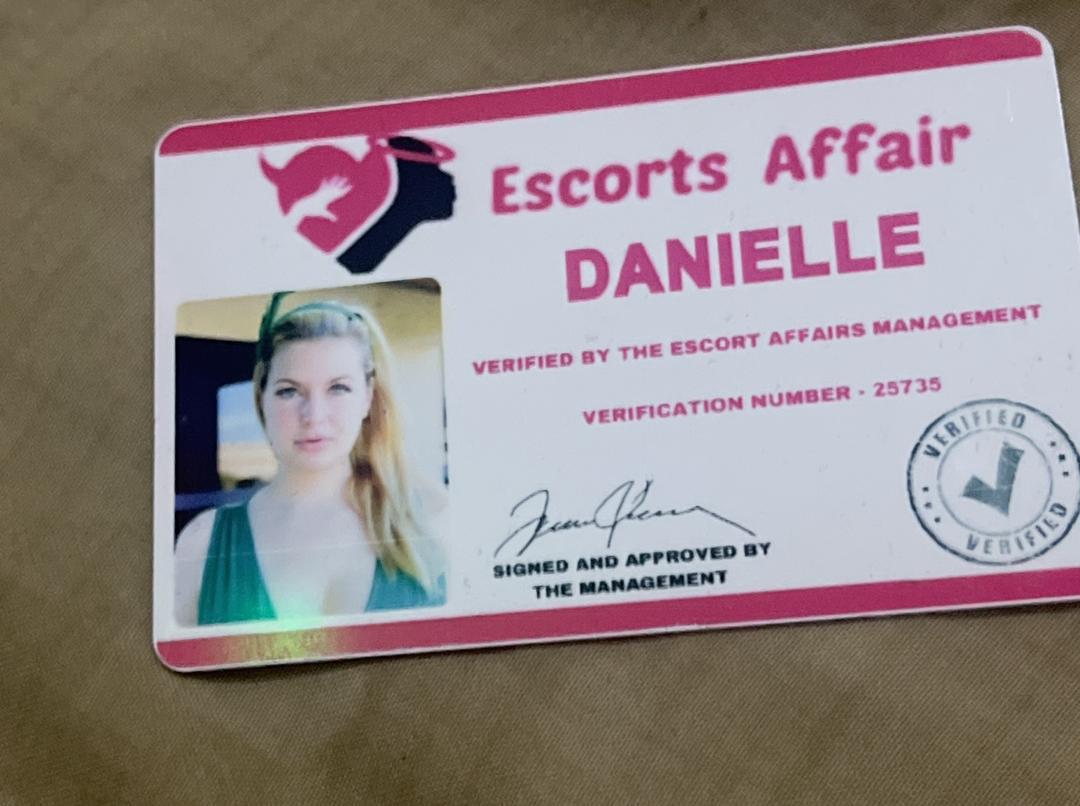 Escorts Affair
DANIELLE
VERIFIED BY THE ESCORT AFFAIRS MANAGEMENT
VERIFICATION NUMBER - 25735
VERIFIED
VERIFIED
SIGNED AND APPROVED BY
THE MANAGEMENT